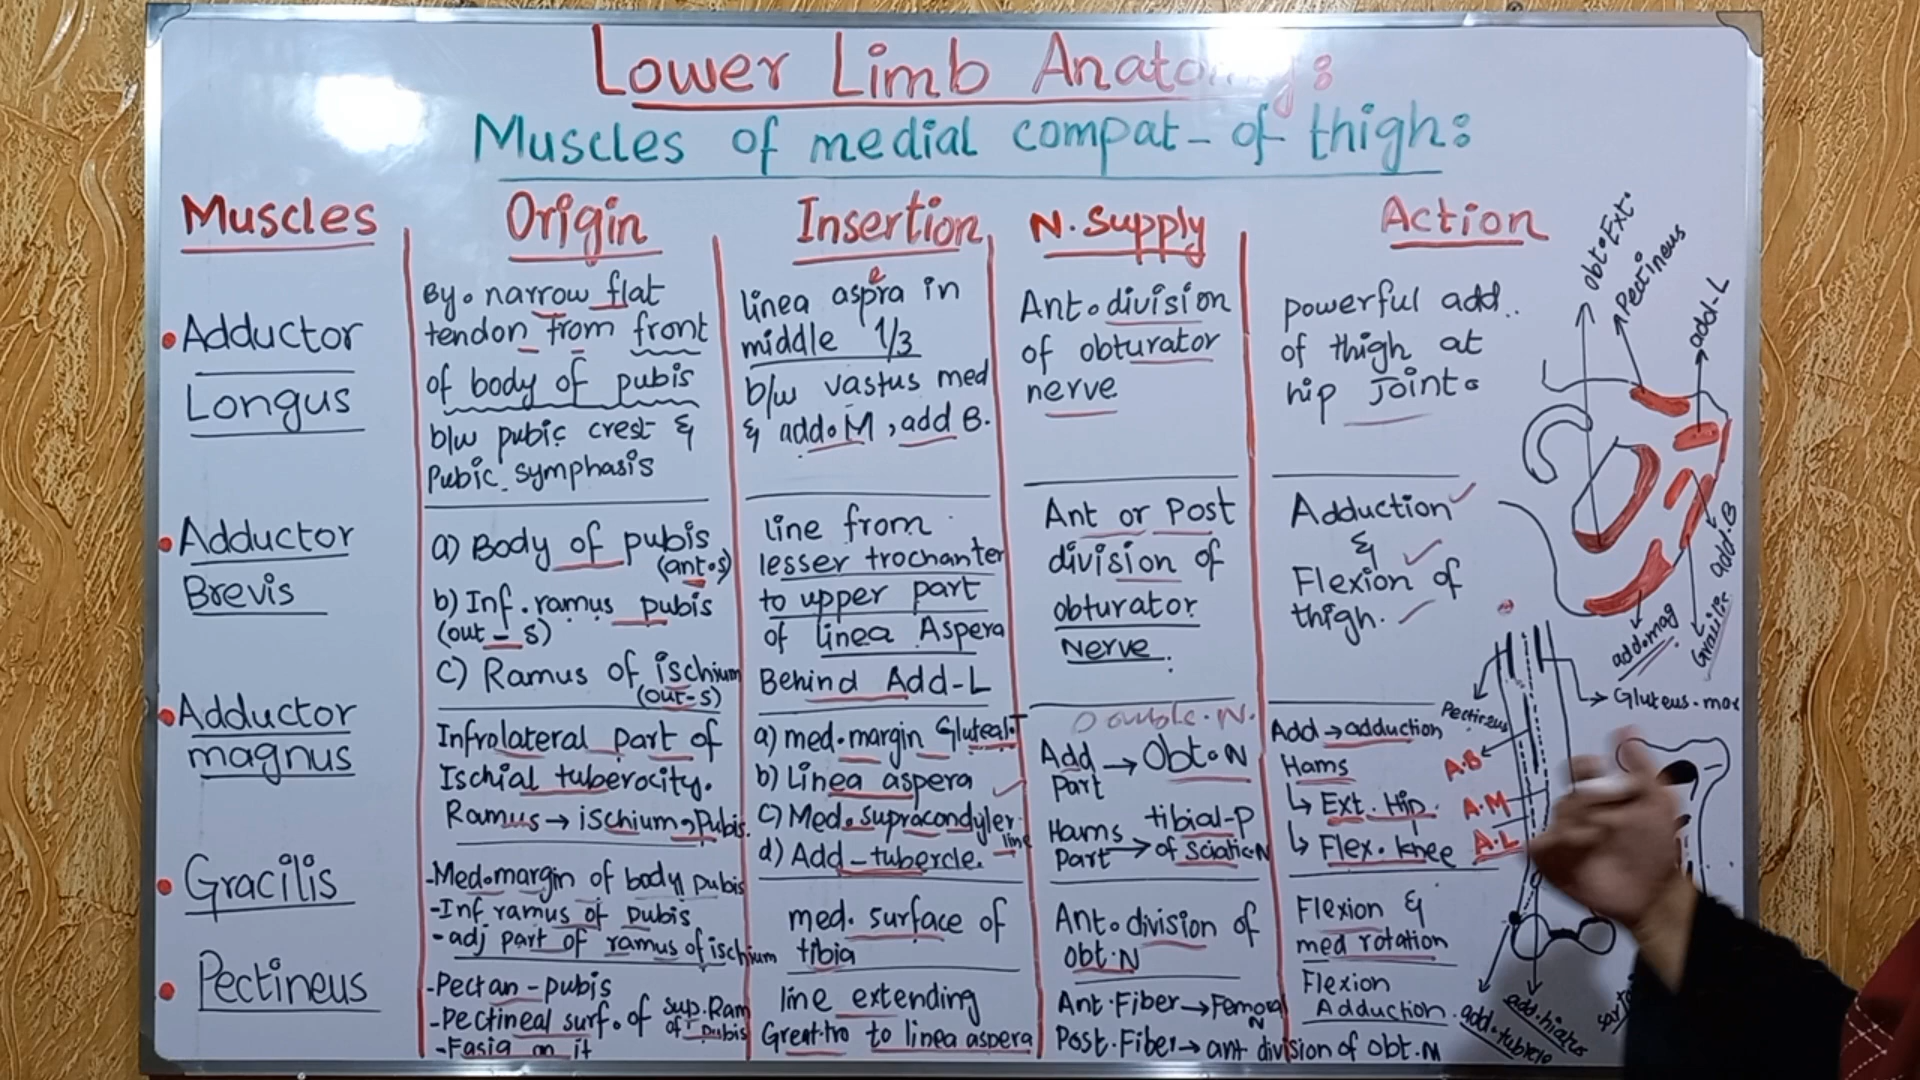 Lower Limb Anatomy:
Muscles of medial compat- of thigh:
Muscles
Origin
Insertion
N. Supply
Action
Adductor
Longus
By. narrow flat
tendon from front
of body of pubis
b/w pubic crest &
Pubic symphasis
linea aspra in
e
middle 1/3
b/w vastus med
& add. M, add B.
Ant. division
of obturator
nerve
powerful add..
of thigh at
hip Joint.
Adductor
Brevis
a) Body of pubis
(ant.s)
b) Inf. ramus pubis
(out-s)
c) Ramus of ischium
(out-s)
line from
lesser trochanter
to upper part
of linea Aspera
Behind Add-L
Ant or Post
division of
obturator
Nerve.
Adduction
&
Flexion of
thigh.
Adductor
magnus
Infrolateral part of
Ischial tuberocity.
Ramus → ischium, Pubis.
a) med. margin Gluteal.T
b) Linea aspera
c) Med. supracondyler
line
d) Add-tubercle.
Double. N.
Add → Obt. N
Part
Hams → tibial-P
Part of Sciatic N
Add → adduction
Hams
↳ Ext. Hip.
↳ Flex. knee
Gracilis
-Med. margin of body pubis
-Inf ramus of pubis
-adj part of ramus of ischium
med. surface of
tibia
Ant. division of
obt. N
Flexion &
med rotation
Pectineus
-Pectan-pubis
-Pectineal surf. of sup. Ram
of pubis
-Fasia on it
line extending
Great.tro to linea aspera
Ant. Fiber → Femoral
N
Post. Fiber → ant division of Obt. N
Flexion
Adduction.
obt. Ext.
Pectineus
add-L
add. B
Gracilis
add. mag
Gluteus. max
Pectineus
A.B
A.M
A.L
add. tubrcle
add. hiatus